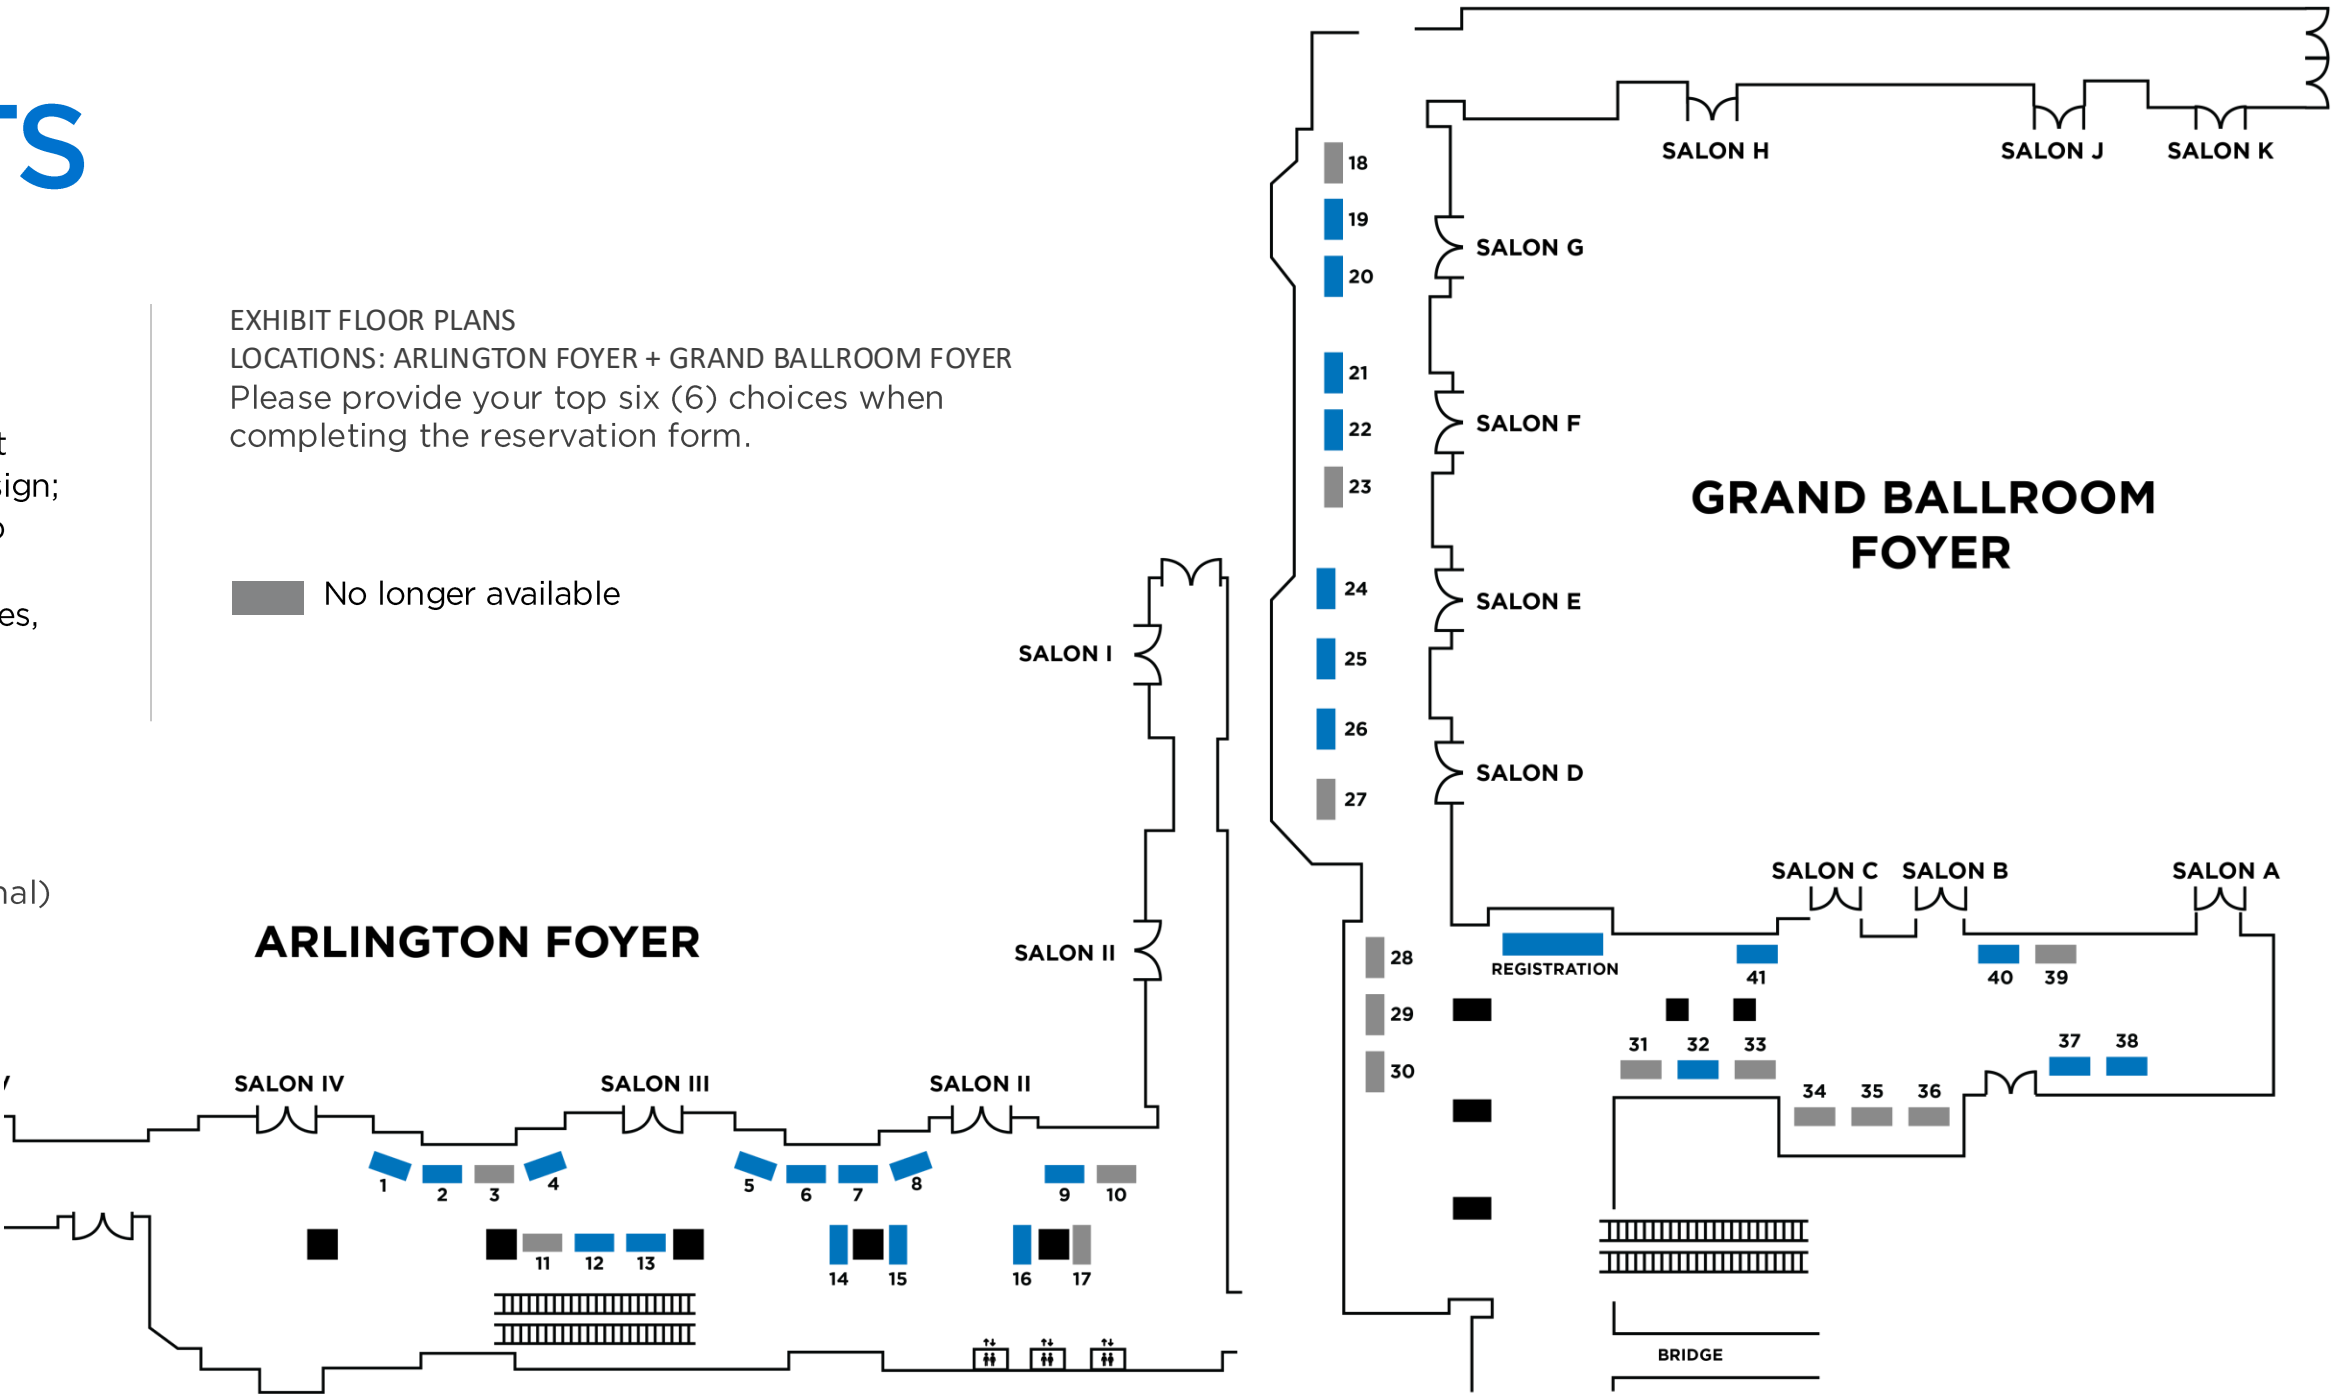 TS
t
sign;
o
es,
nal)
EXHIBIT FLOOR PLANS
LOCATIONS: ARLINGTON FOYER + GRAND BALLROOM FOYER
Please provide your top six (6) choices when
completing the reservation form.
No longer available
ARLINGTON FOYER
SALON I
SALON II
V
SALON IV
SALON III
SALON II
1
2
3
4
5
6
7
8
9
10
11
12
13
14
15
16
17
SALON H
SALON J
SALON K
18
19
20
21
22
23
24
25
26
27
SALON G
SALON F
SALON E
SALON D
GRAND BALLROOM
FOYER
SALON C
SALON B
SALON A
28
29
30
REGISTRATION
41
40
39
31
32
33
37
38
34
35
36
BRIDGE